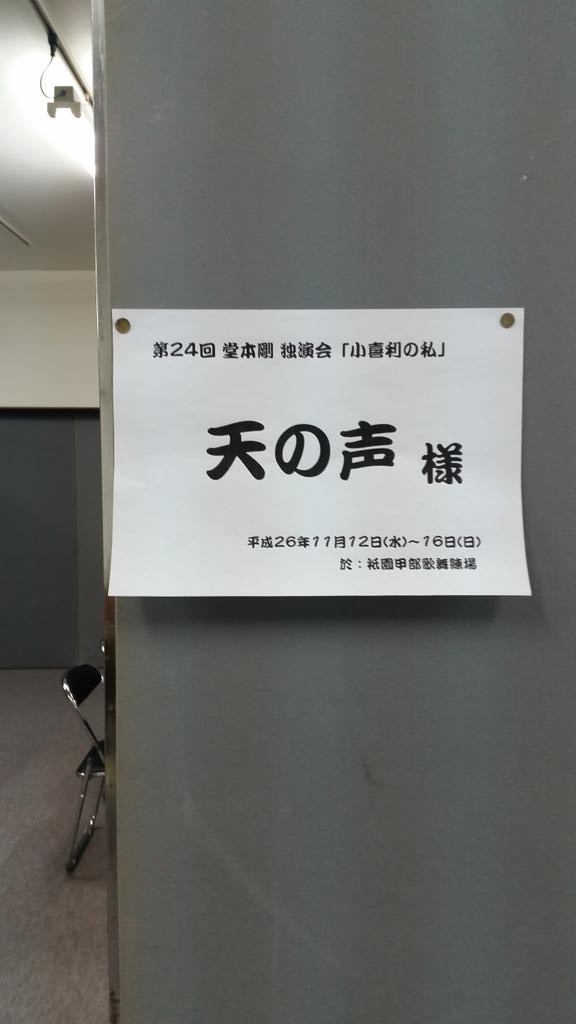 第24回 堂本剛 独演会「小喜利の私」
天の声 様
平成26年11月12日(水)～16日(日)
於：祇園甲部歌舞練場